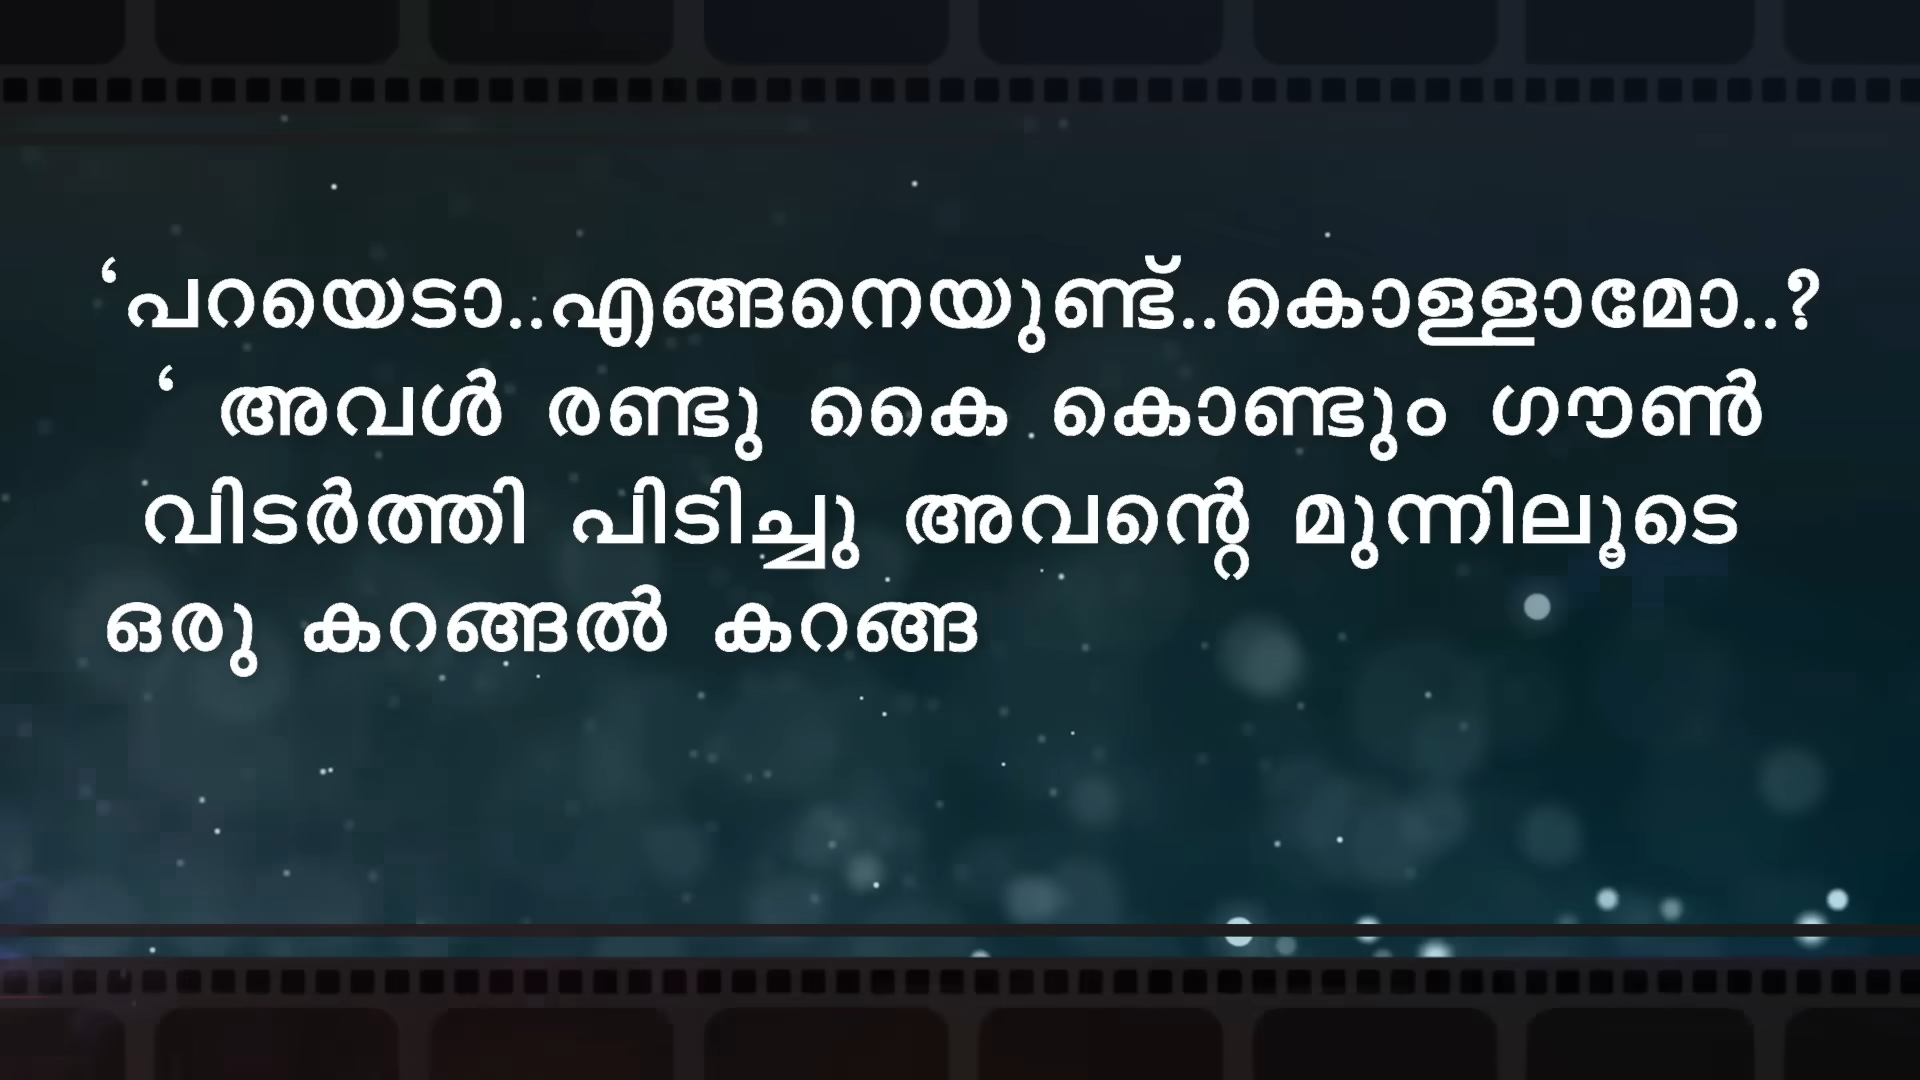 ‘പറയെടാ..എങ്ങനെയുണ്ട്..കൊള്ളാമോ..?
‘ അവൾ രണ്ടു കൈ കൊണ്ടും ഗൗൺ
വിടർത്തി പിടിച്ചു അവന്റെ മുന്നിലൂടെ
ഒരു കറങ്ങൽ കറങ്ങ